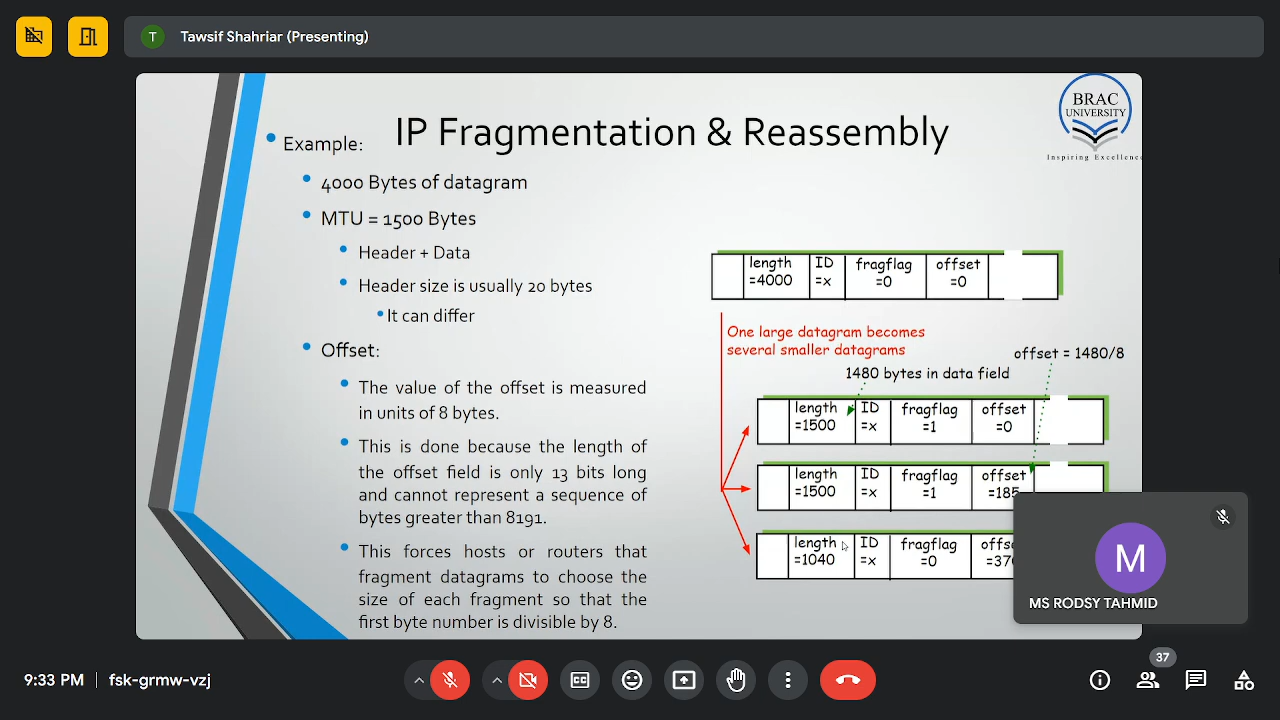 T Tawsif Shahriar (Presenting)
BRAC
UNIVERSITY
Inspiring Excellence
IP Fragmentation & Reassembly
• Example:
• 4000 Bytes of datagram
• MTU = 1500 Bytes
• Header + Data
• Header size is usually 20 bytes
• It can differ
• Offset:
• The value of the offset is measured
in units of 8 bytes.
• This is done because the length of
the offset field is only 13 bits long
and cannot represent a sequence of
bytes greater than 8191.
• This forces hosts or routers that
fragment datagrams to choose the
size of each fragment so that the
first byte number is divisible by 8.
length ID fragflag offset
=4000 =x =0 =0
One large datagram becomes
several smaller datagrams
offset = 1480/8
1480 bytes in data field
length ID fragflag offset
=1500 =x =1 =0
length ID fragflag offset
=1500 =x =1 =185
length ID fragflag
=1040 =x =0
M
MS RODSY TAHMID
9:33 PM | fsk-grmw-vzj
CC
37